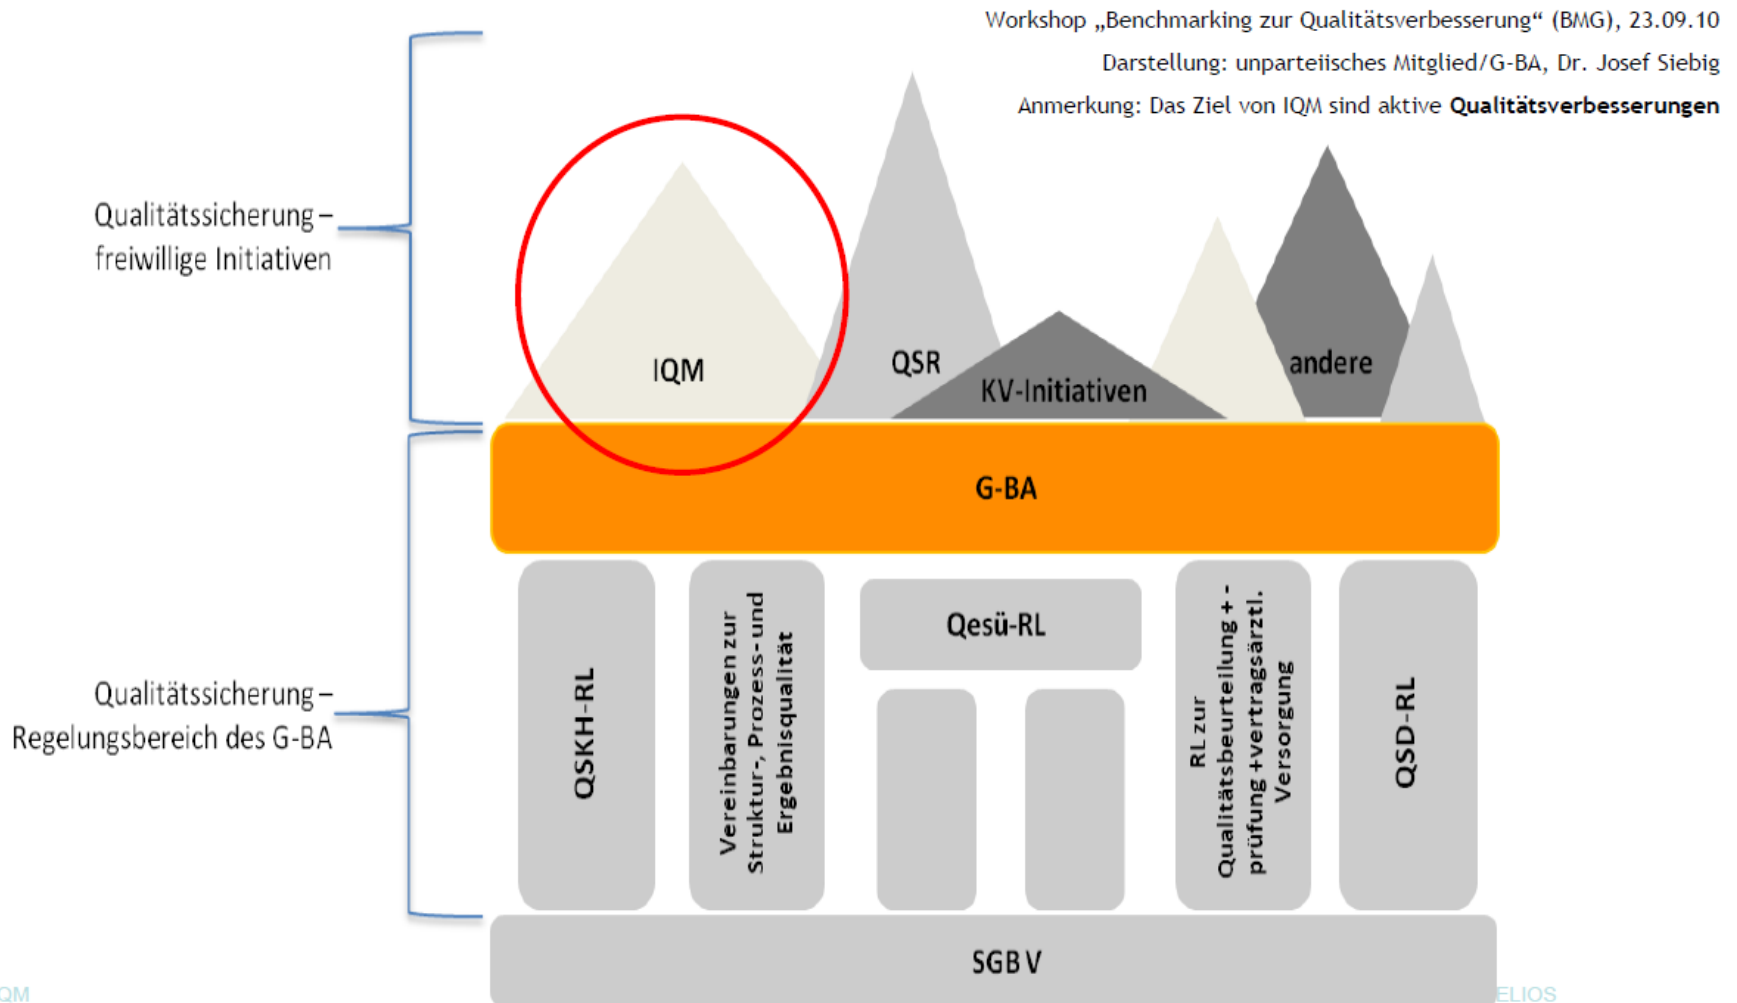 Workshop „Benchmarking zur Qualitätsverbesserung“ (BMG), 23.09.10
Darstellung: unparteiisches Mitglied/G-BA, Dr. Josef Siebig
Anmerkung: Das Ziel von IQM sind aktive Qualitätsverbesserungen
Qualitätssicherung –
freiwillige Initiativen
IQM
QSR
KV-Initiativen
andere
G-BA
Qualitätssicherung –
Regelungsbereich des G-BA
QSKH-RL
Vereinbarungen zur
Struktur-, Prozess- und
Ergebnisqualität
Qesü-RL
RL zur
Qualitätsbeurteilung + -
prüfung +vertragsärztl.
Versorgung
QSD-RL
SGB V
QM
ELIOS